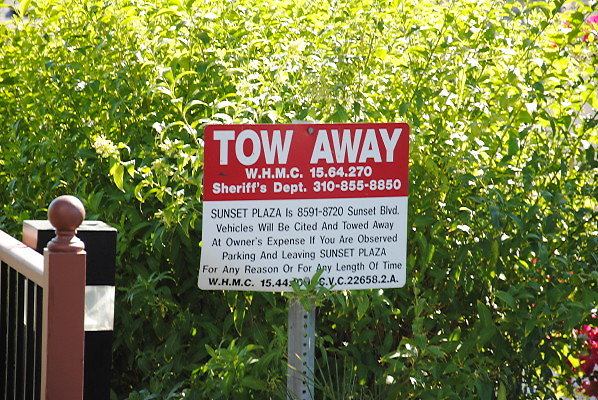 TOW AWAY
W.H.M.C. 15.64.270
Sheriff's Dept. 310-855-8850
SUNSET PLAZA Is 8591-8720 Sunset Blvd.
Vehicles Will Be Cited And Towed Away
At Owner's Expense If You Are Observed
Parking And Leaving SUNSET PLAZA
For Any Reason Or For Any Length Of Time
W.H.M.C. C.V.C.22658.2.A.